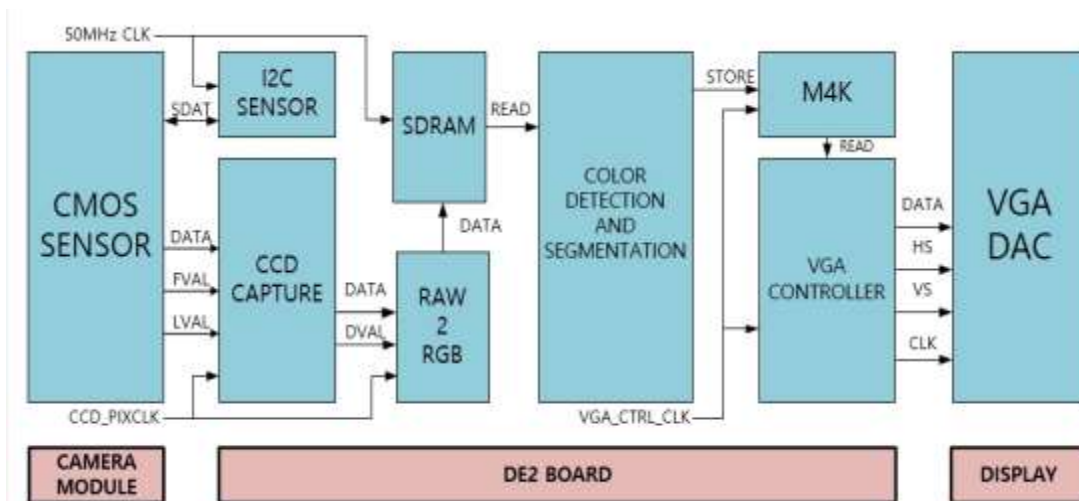 50MHz CLK
I2C
SENSOR
SDAT
CMOS
SENSOR
DATA
FVAL
LVAL
CCD
CAPTURE
CCD_PIXCLK
DATA
DVAL
RAW
2
RGB
DATA
SDRAM
READ
COLOR
DETECTION
AND
SEGMENTATION
STORE
M4K
READ
VGA
CONTROLLER
VGA_CTRL_CLK
DATA
HS
VS
CLK
VGA
DAC
CAMERA
MODULE
DE2 BOARD
DISPLAY